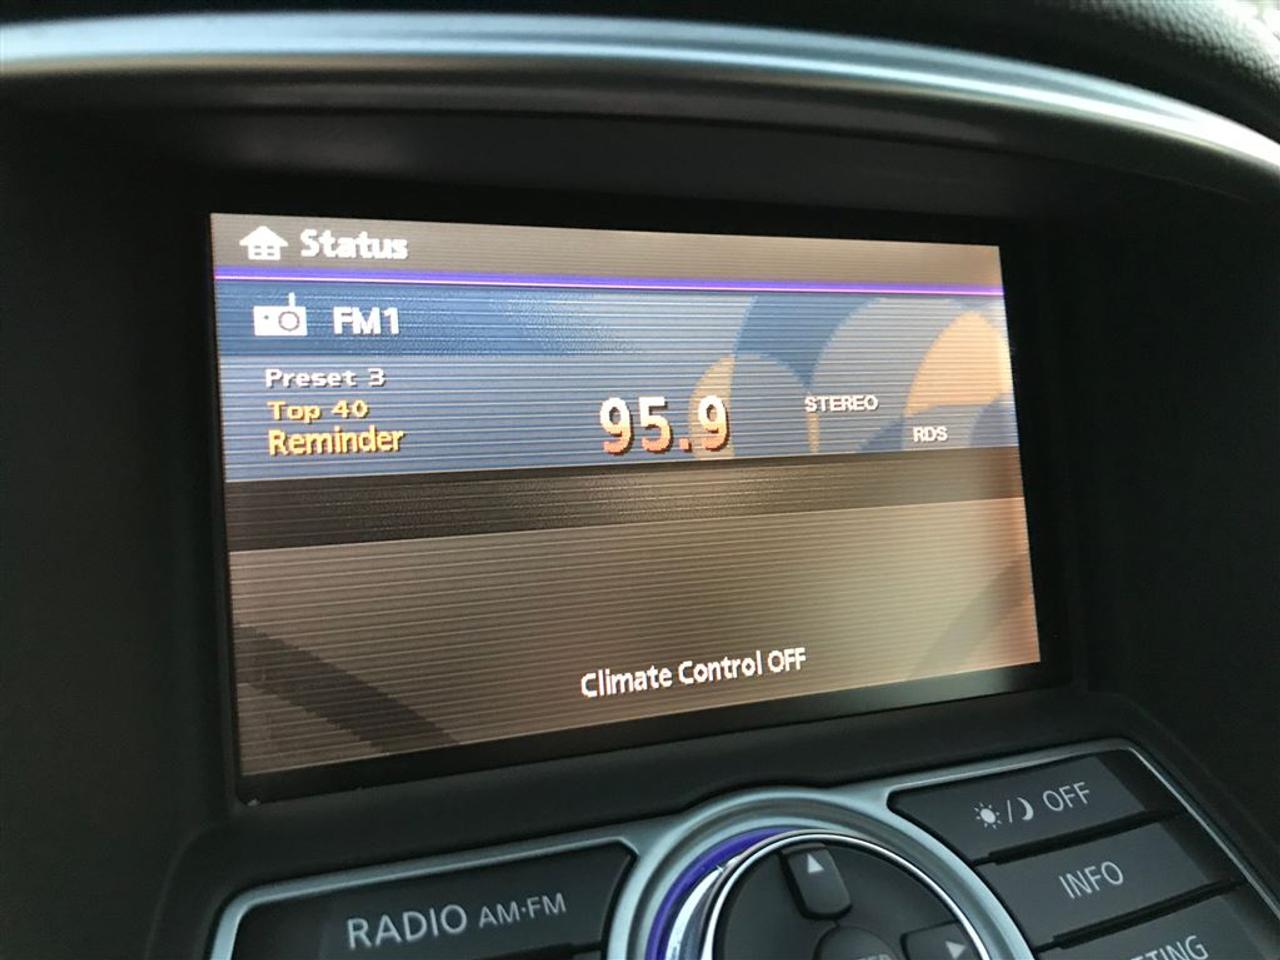 Status
FM1
Preset 3
Top 40
Reminder
95.9
STEREO
RDS
Climate Control OFF
OFF
INFO
RADIO AM·FM